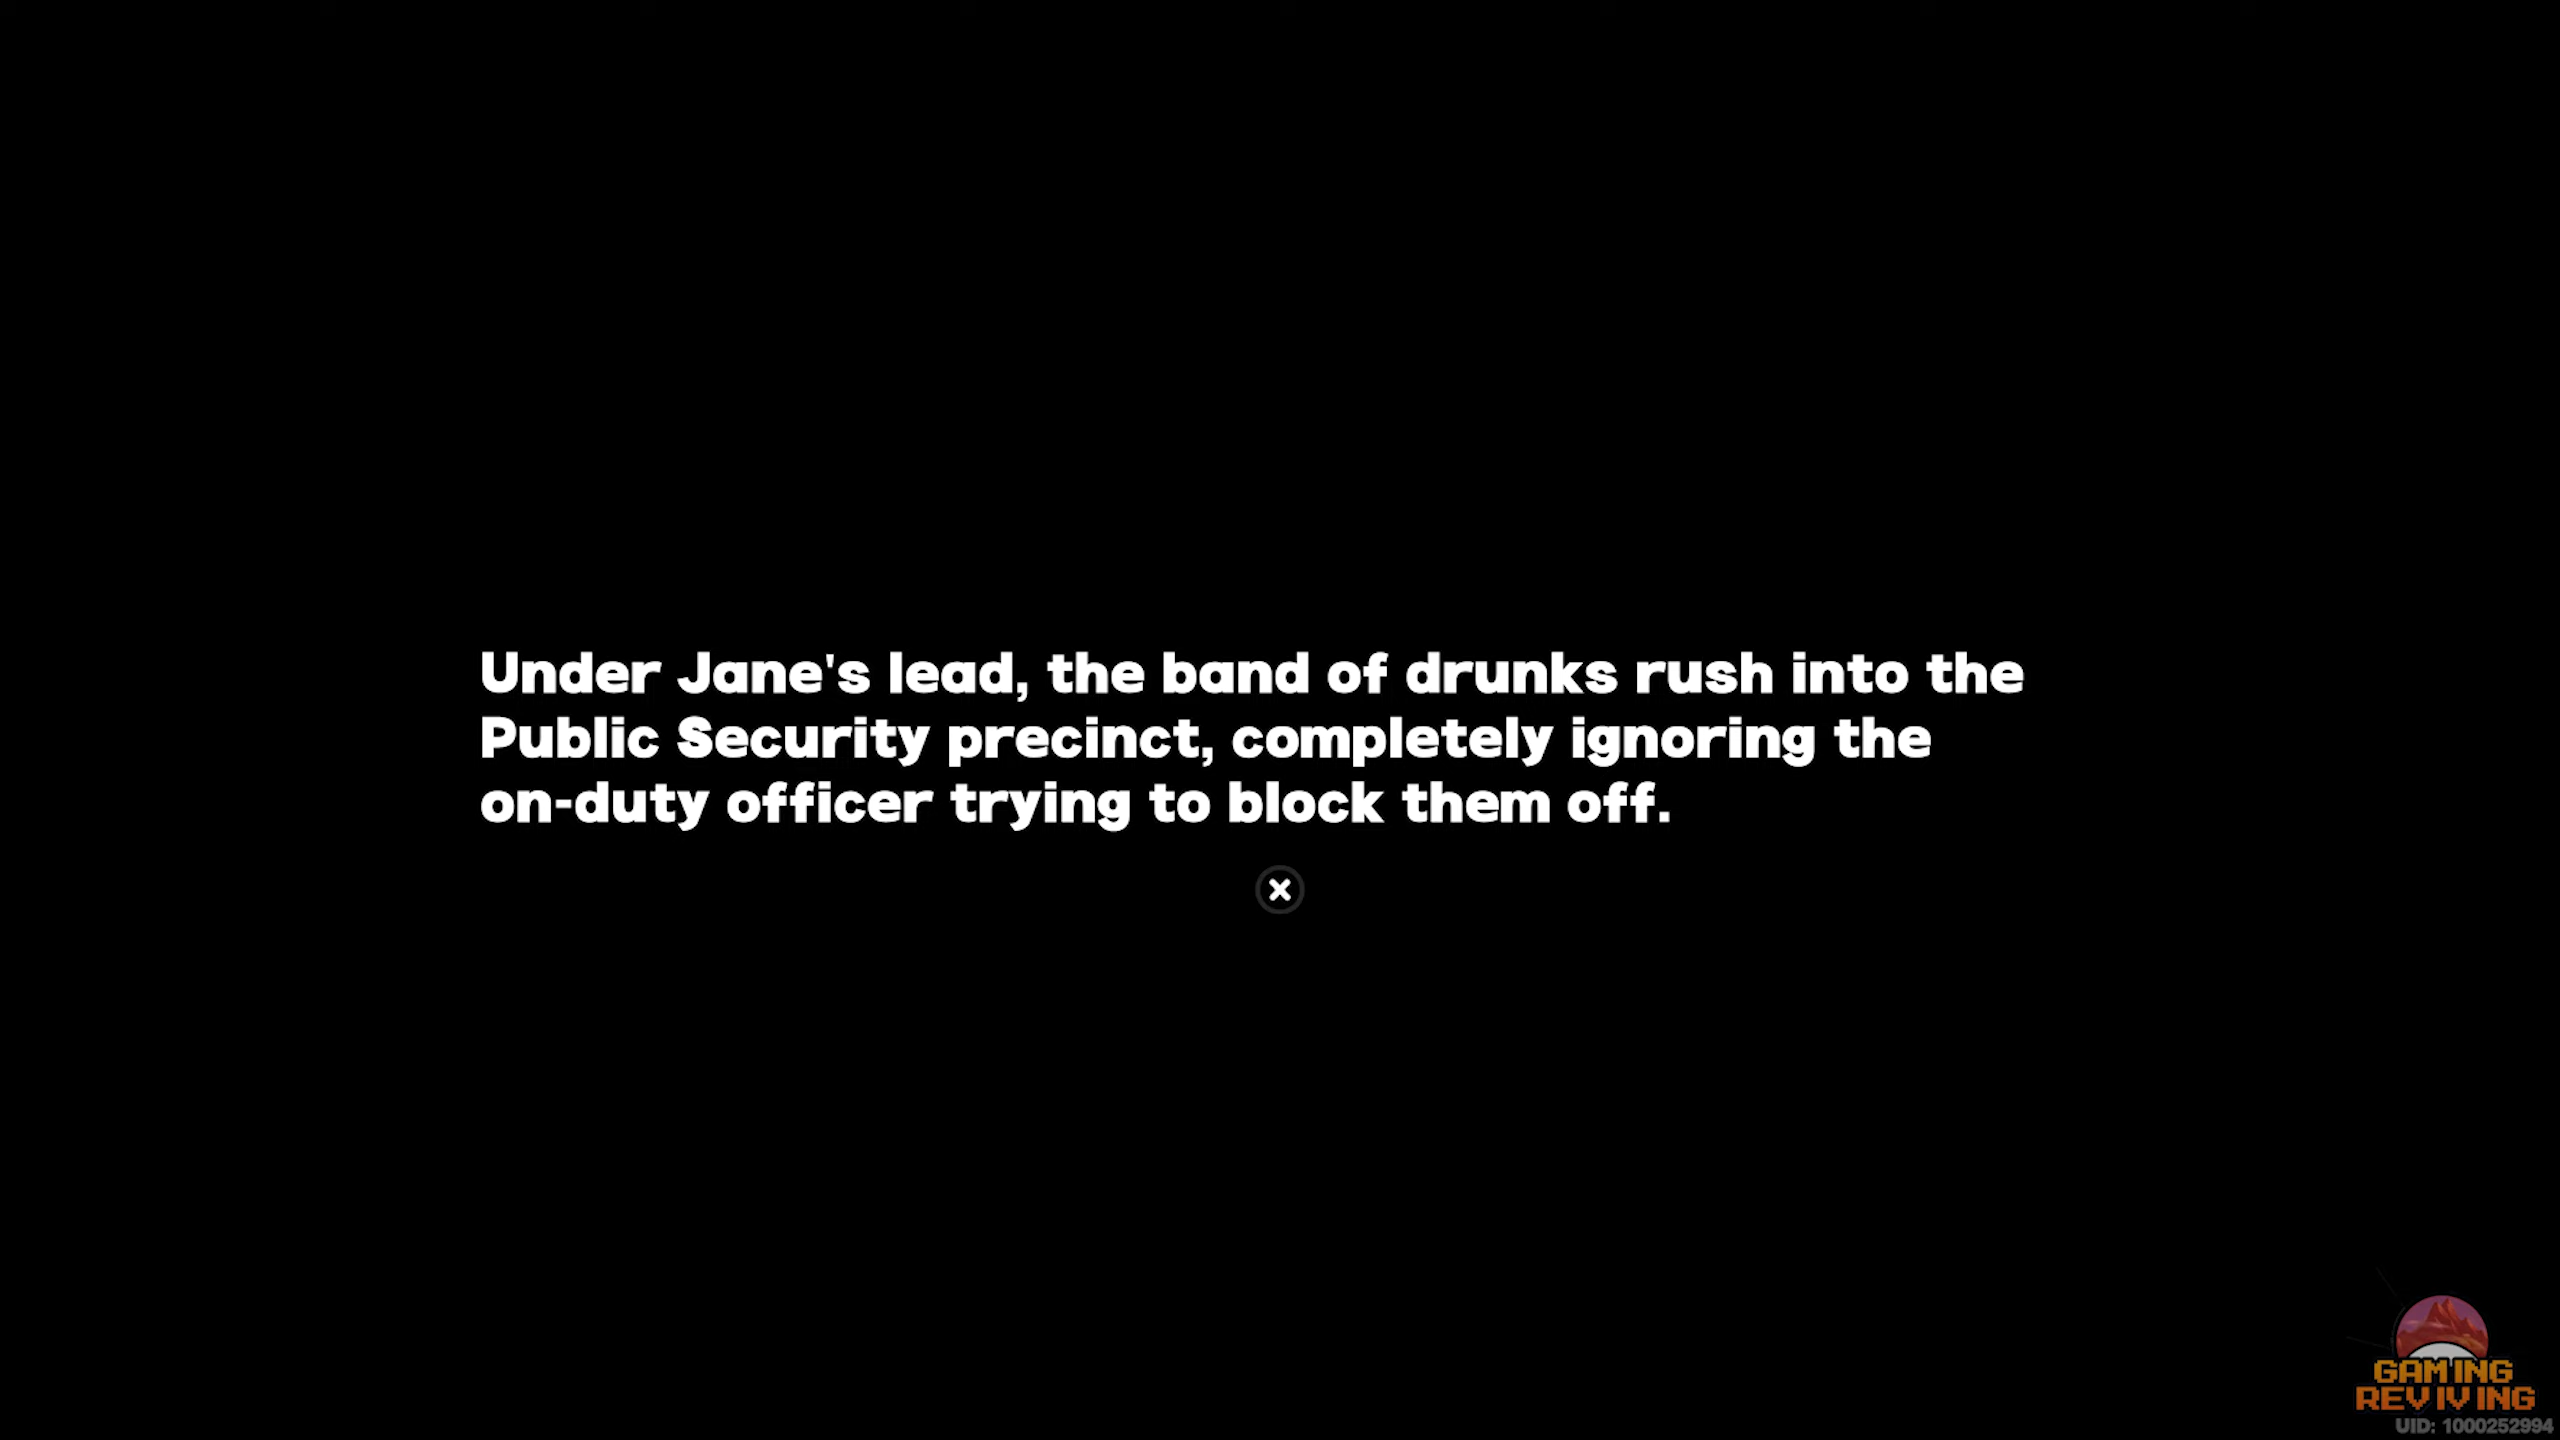 Under Jane's lead, the band of drunks rush into the
Public Security precinct, completely ignoring the
on-duty officer trying to block them off.
GAMING
REVIVING
UID: 1000252994